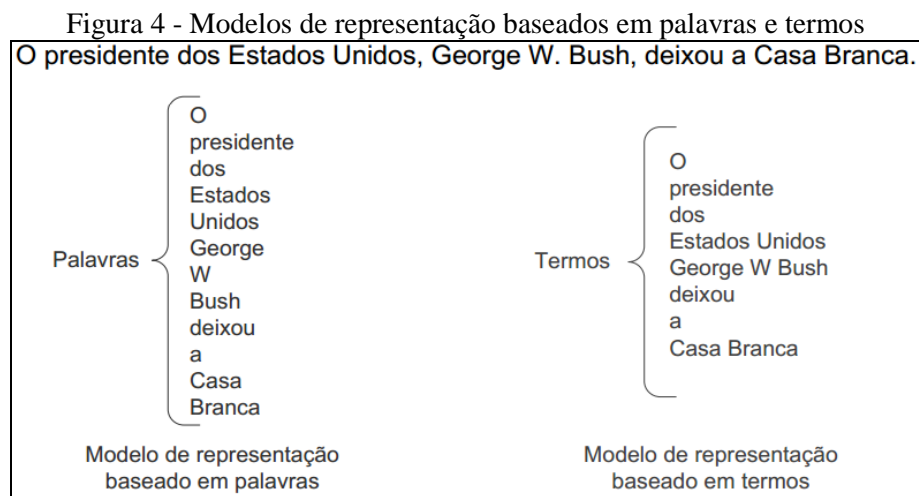 Figura 4 - Modelos de representação baseados em palavras e termos
O presidente dos Estados Unidos, George W. Bush, deixou a Casa Branca.
Palavras
O
presidente
dos
Estados
Unidos
George
W
Bush
deixou
a
Casa
Branca
Modelo de representação
baseado em palavras
Termos
O
presidente
dos
Estados Unidos
George W Bush
deixou
a
Casa Branca
Modelo de representação
baseado em termos